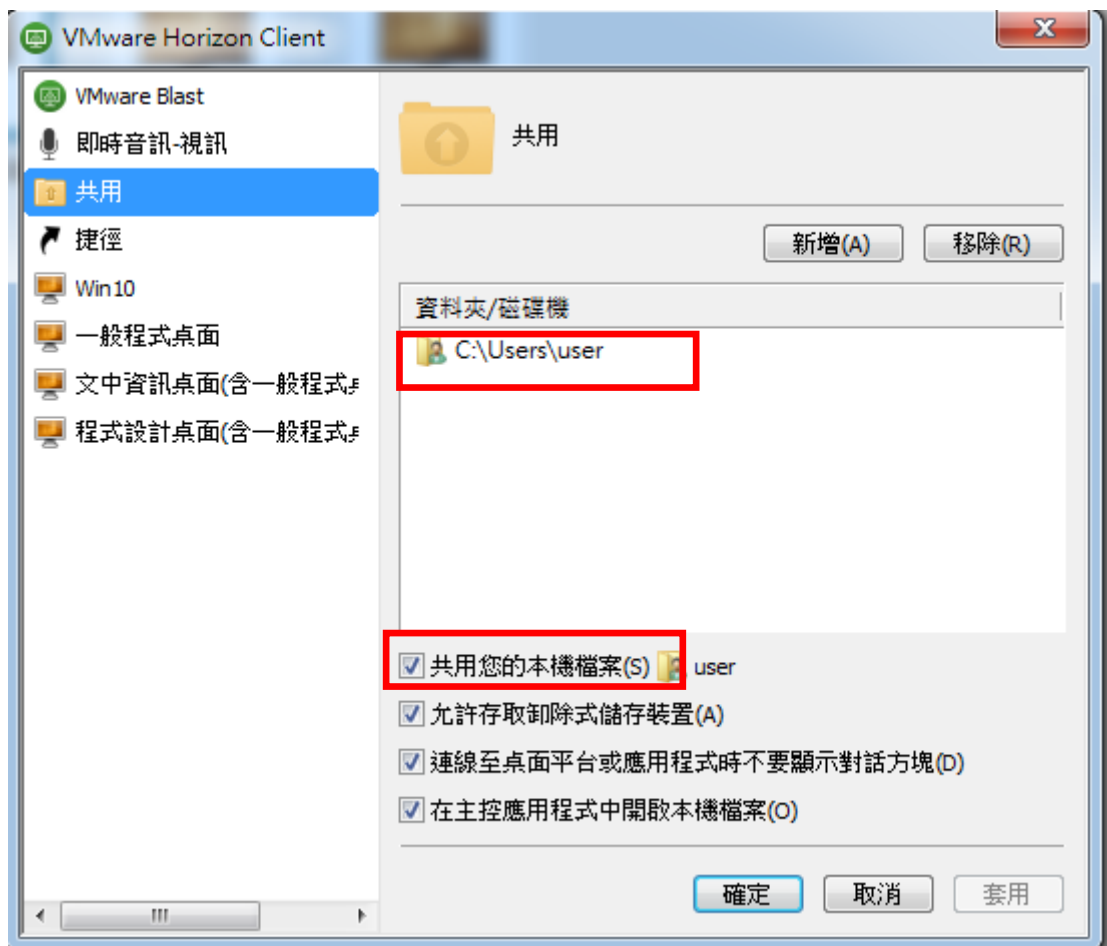 VMware Horizon Client
VMware Blast
即時音訊-視訊
共用
捷徑
Win10
一般程式桌面
文中資訊桌面(含一般程式
程式設計桌面(含一般程式
共用
新增(A)
移除(R)
資料夾/磁碟機
C:\Users\user
共用您的本機檔案(S) user
允許存取卸除式儲存裝置(A)
連線至桌面平台或應用程式時不要顯示對話方塊(D)
在主控應用程式中開啟本機檔案(O)
確定
取消
套用